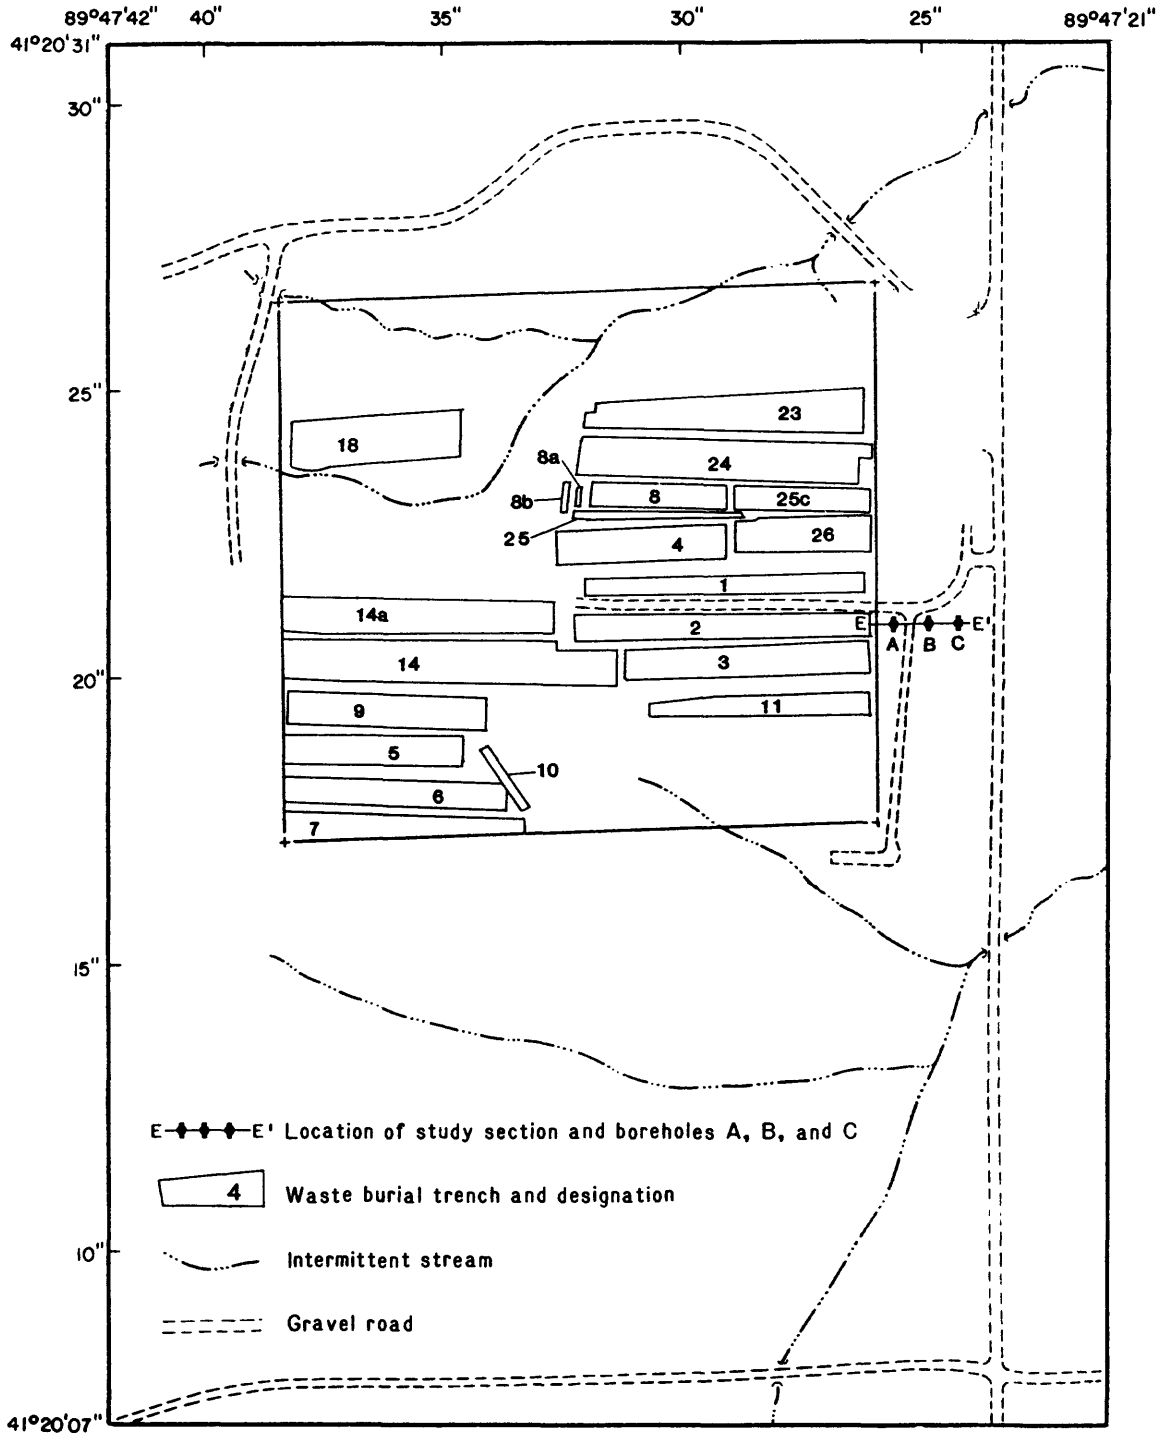 89°47'42" 40" 35" 30" 25" 89°47'21"
41°20'31"
30"
25"
23
18
8a
24
8b
8
25c
25
26
4
1
14a
2
E E'
A B C
20"
14
3
9
11
5
10
6
7
15"
E E' Location of study section and boreholes A, B, and C
4 Waste burial trench and designation
10"
Intermittent stream
Gravel road
41°20'07"